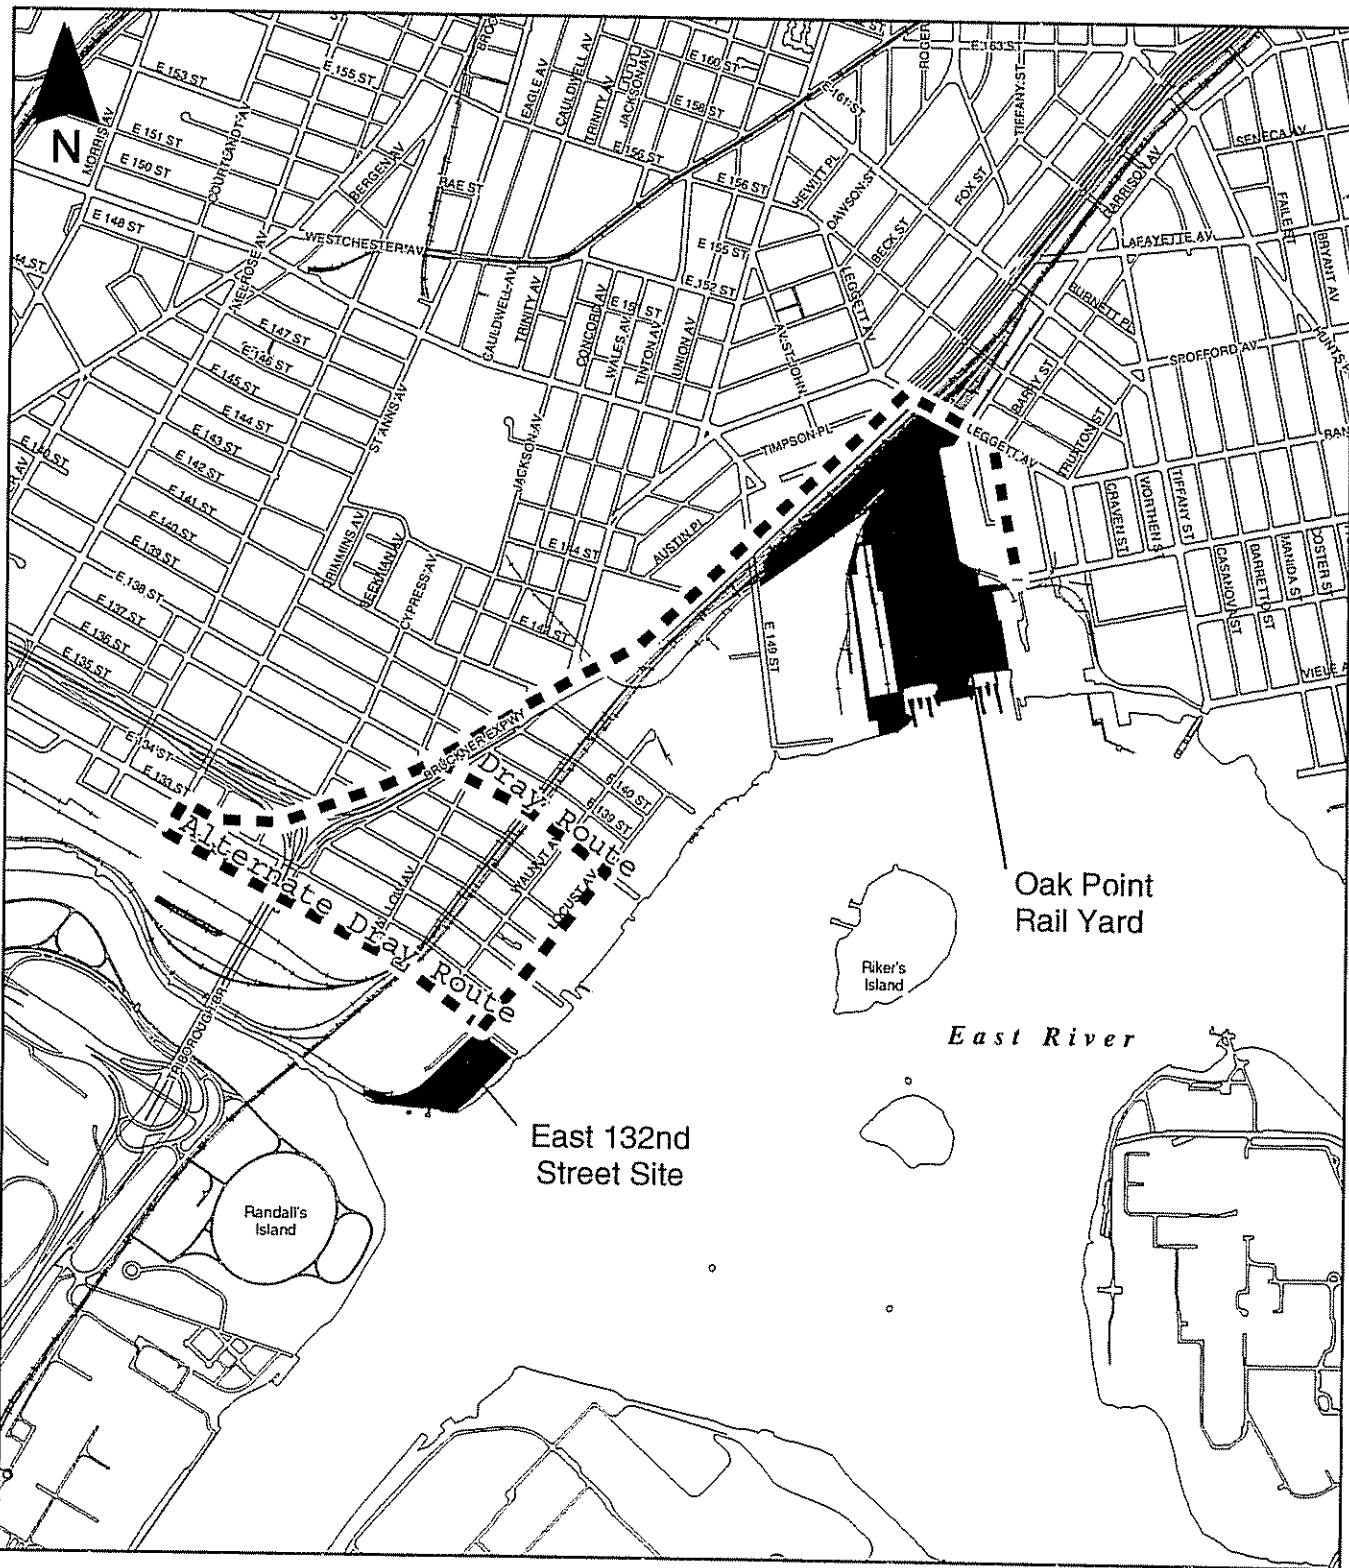 N
E 153 ST
E 155 ST
E 151 ST
E 150 ST
E 148 ST
MORRIS AV
COURTLANDT AV
MELROSE AV
BERGEN AV
RAE ST
WESTCHESTER AV
EAGLE AV
CAULDWELL AV
TRINITY AV
JACKSON AV
E 160 ST
E 158 ST
E 156 ST
E 156 ST
E 155 ST
E 152 ST
E 161 ST
E 163 ST
TIFFANY ST
HEWITT PL
DAWSON ST
BECK ST
FOX ST
LEGGETT AV
GARRISON AV
SENECA AV
FAILE ST
BRYANT AV
LAFAYETTE AV
BURNETT PL
SPOFFORD AV
BARRY ST
TRUXTON ST
LEGGETT AV
CRAVEN ST
WORTHEN S
TIFFANY ST
CASANOVA ST
BARRETTO ST
MANIDA ST
COSTER ST
VIELE A
CAULDWELL AV
TRINITY AV
CONCORD AV
WALES AV
E 151 ST
TINTON AV
UNION AV
AV ST JOHN
TIMPSON PL
AUSTIN PL
E 149 ST
E 144 ST
E 147 ST
E 146 ST
E 145 ST
E 144 ST
E 143 ST
E 142 ST
E 141 ST
E 140 ST
E 139 ST
E 138 ST
E 137 ST
E 136 ST
E 135 ST
E 134 ST
E 133 ST
E 140 ST
ST ANNS AV
JACKSON AV
BEEKMAN AV
CYPRESS AV
BRUCKNER EXPWY
E 140 ST
E 139 ST
WALNUT AV
LOCUST AV
Dray Route
Alternate Dray Route
Oak Point
Rail Yard
Riker's
Island
East River
East 132nd
Street Site
Randall's
Island